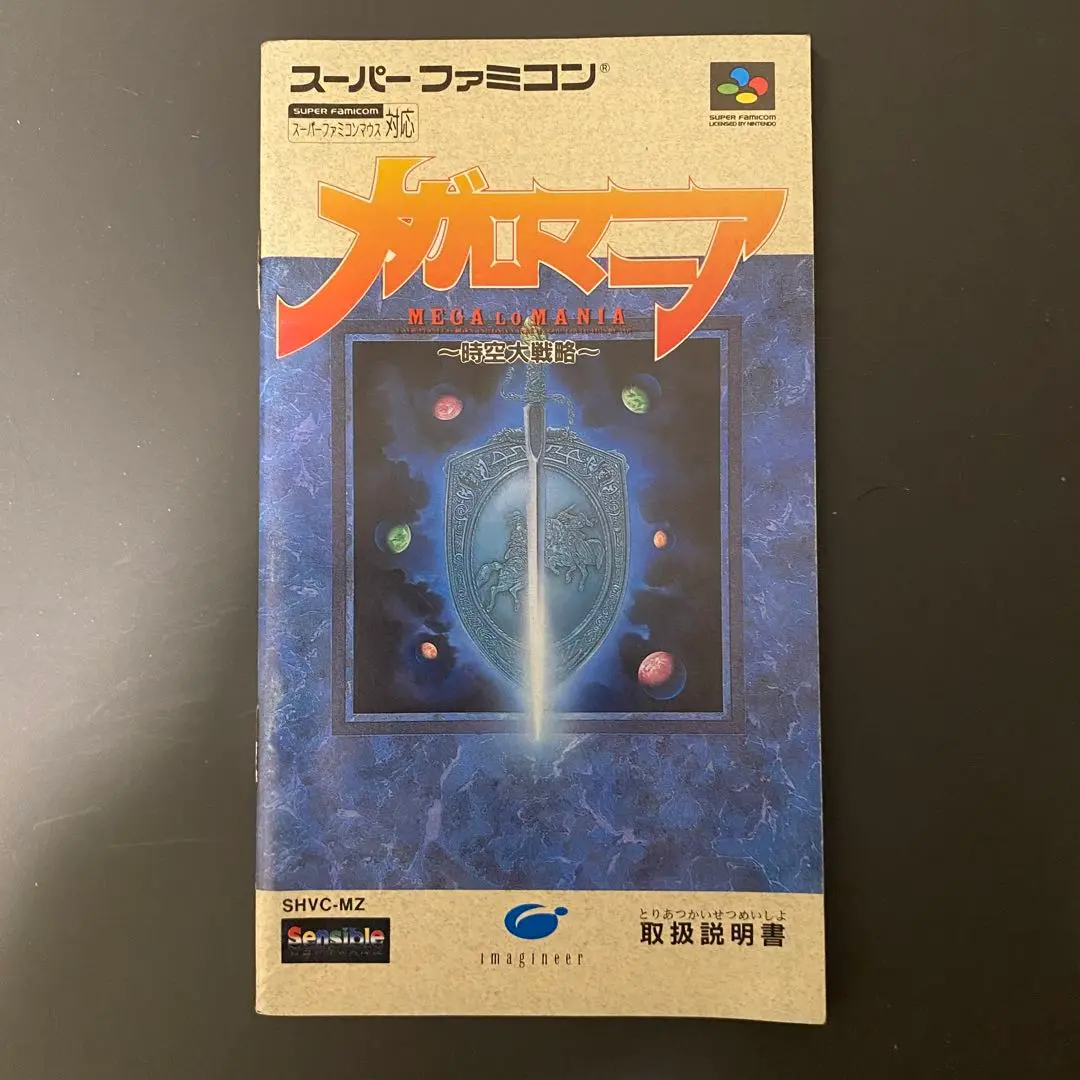 スーパーファミコン®
SUPER FAMICOM
スーパーファミコンマウス対応
SUPER FAMICOM
LICENSED BY NINTENDO
メガロマニア
MEGA LO MANIA
～時空大戦略～
SHVC-MZ
Sensible
imagineer
とりあつかいせつめいしよ
取扱説明書